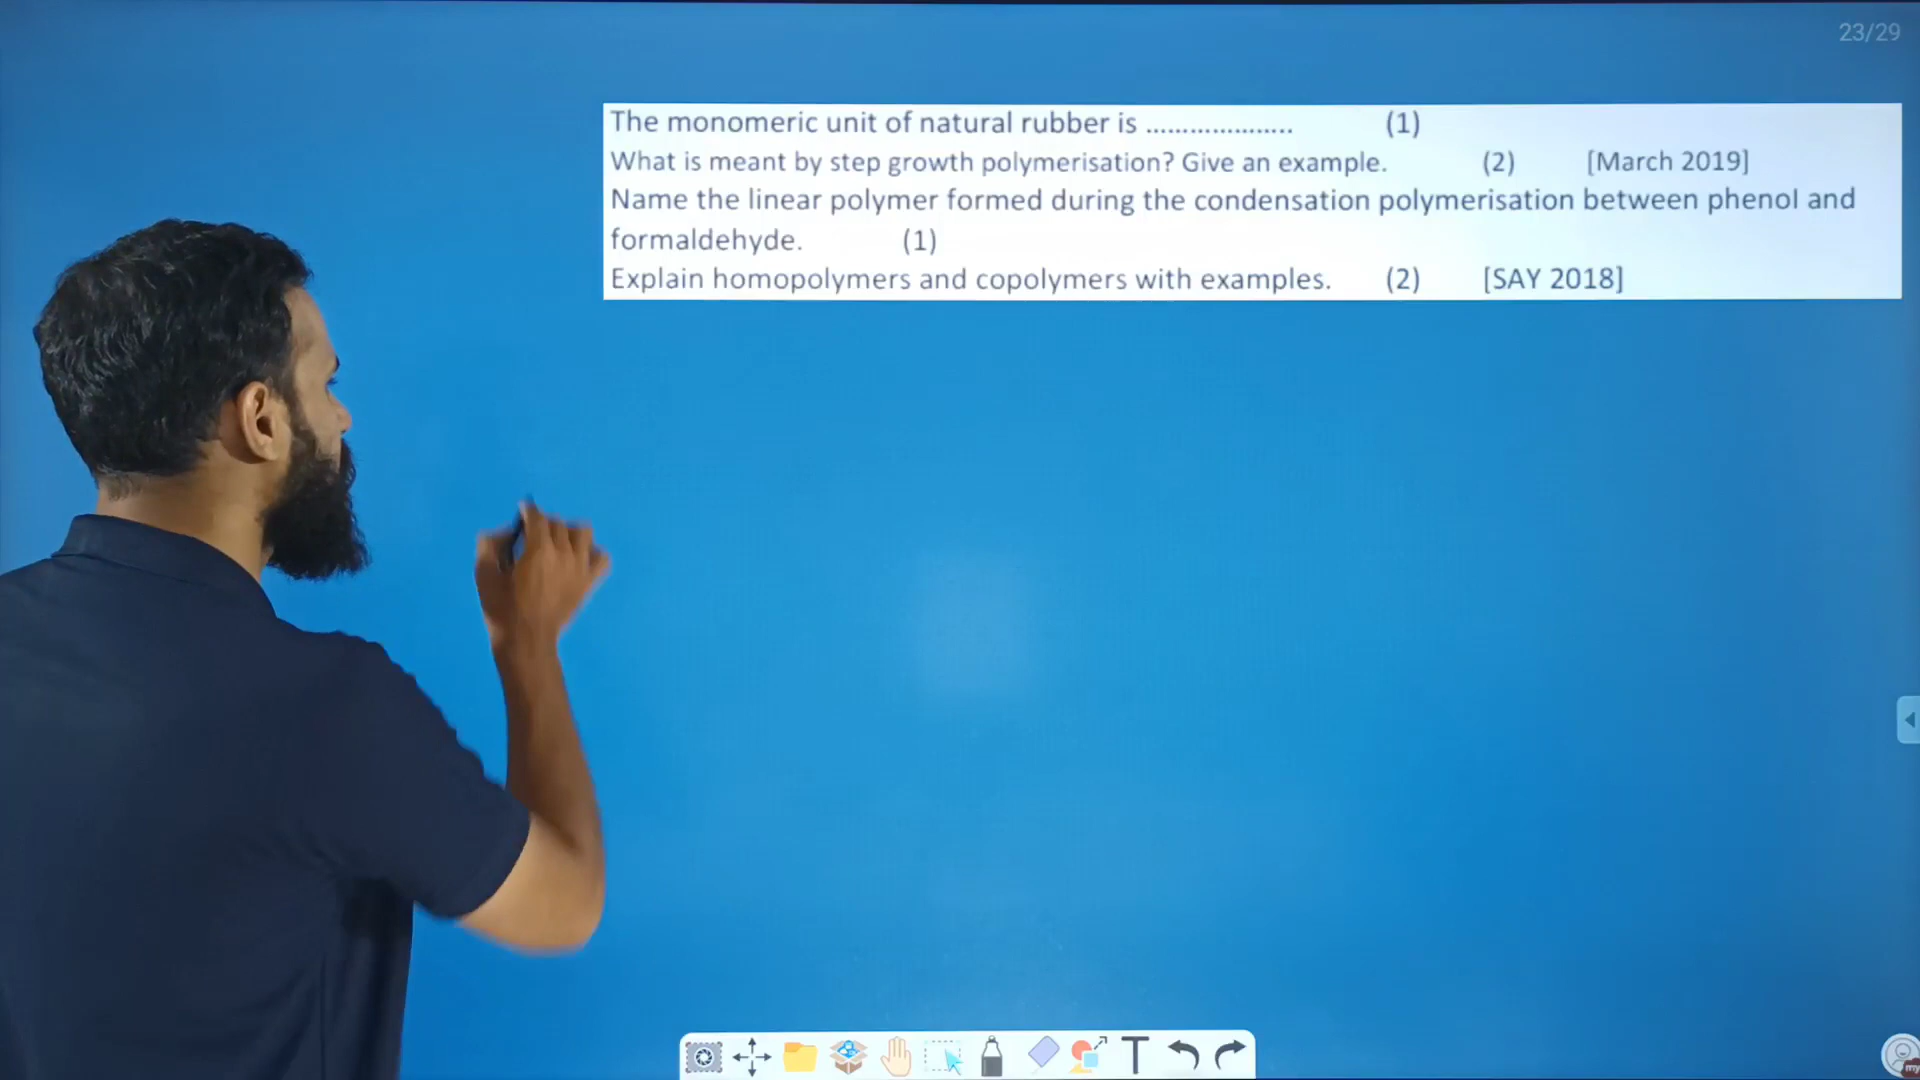 23/29
The monomeric unit of natural rubber is .................... (1)
What is meant by step growth polymerisation? Give an example. (2) [March 2019]
Name the linear polymer formed during the condensation polymerisation between phenol and
formaldehyde. (1)
Explain homopolymers and copolymers with examples. (2) [SAY 2018]
T
my